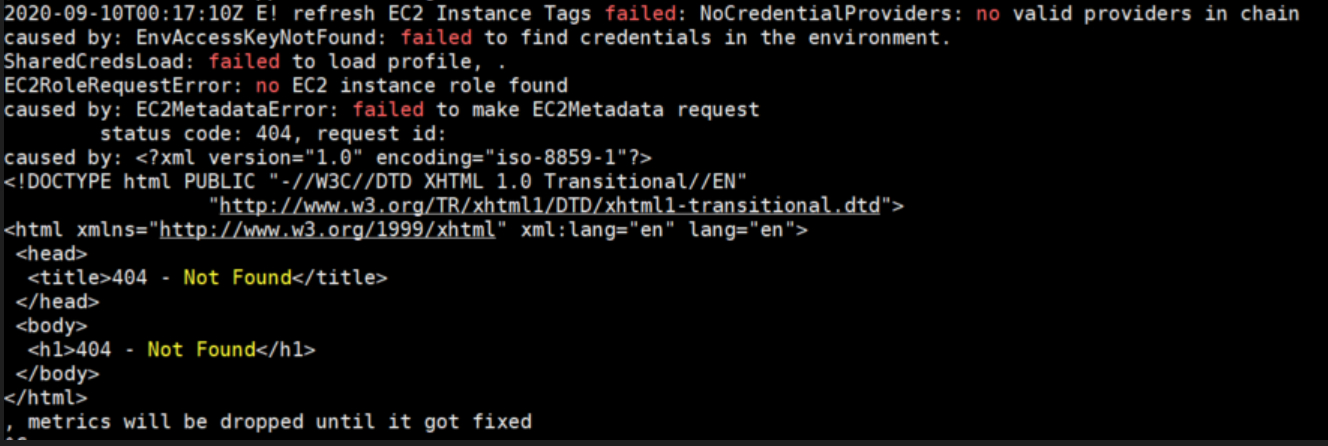 2020-09-10T00:17:10Z E! refresh EC2 Instance Tags failed: NoCredentialProviders: no valid providers in chain
caused by: EnvAccessKeyNotFound: failed to find credentials in the environment.
SharedCredsLoad: failed to load profile, .
EC2RoleRequestError: no EC2 instance role found
caused by: EC2MetadataError: failed to make EC2Metadata request
        status code: 404, request id:
caused by: <?xml version="1.0" encoding="iso-8859-1"?>
<!DOCTYPE html PUBLIC "-//W3C//DTD XHTML 1.0 Transitional//EN"
                 "http://www.w3.org/TR/xhtml1/DTD/xhtml1-transitional.dtd">
<html xmlns="http://www.w3.org/1999/xhtml" xml:lang="en" lang="en">
 <head>
  <title>404 - Not Found</title>
 </head>
 <body>
  <h1>404 - Not Found</h1>
 </body>
</html>
, metrics will be dropped until it got fixed